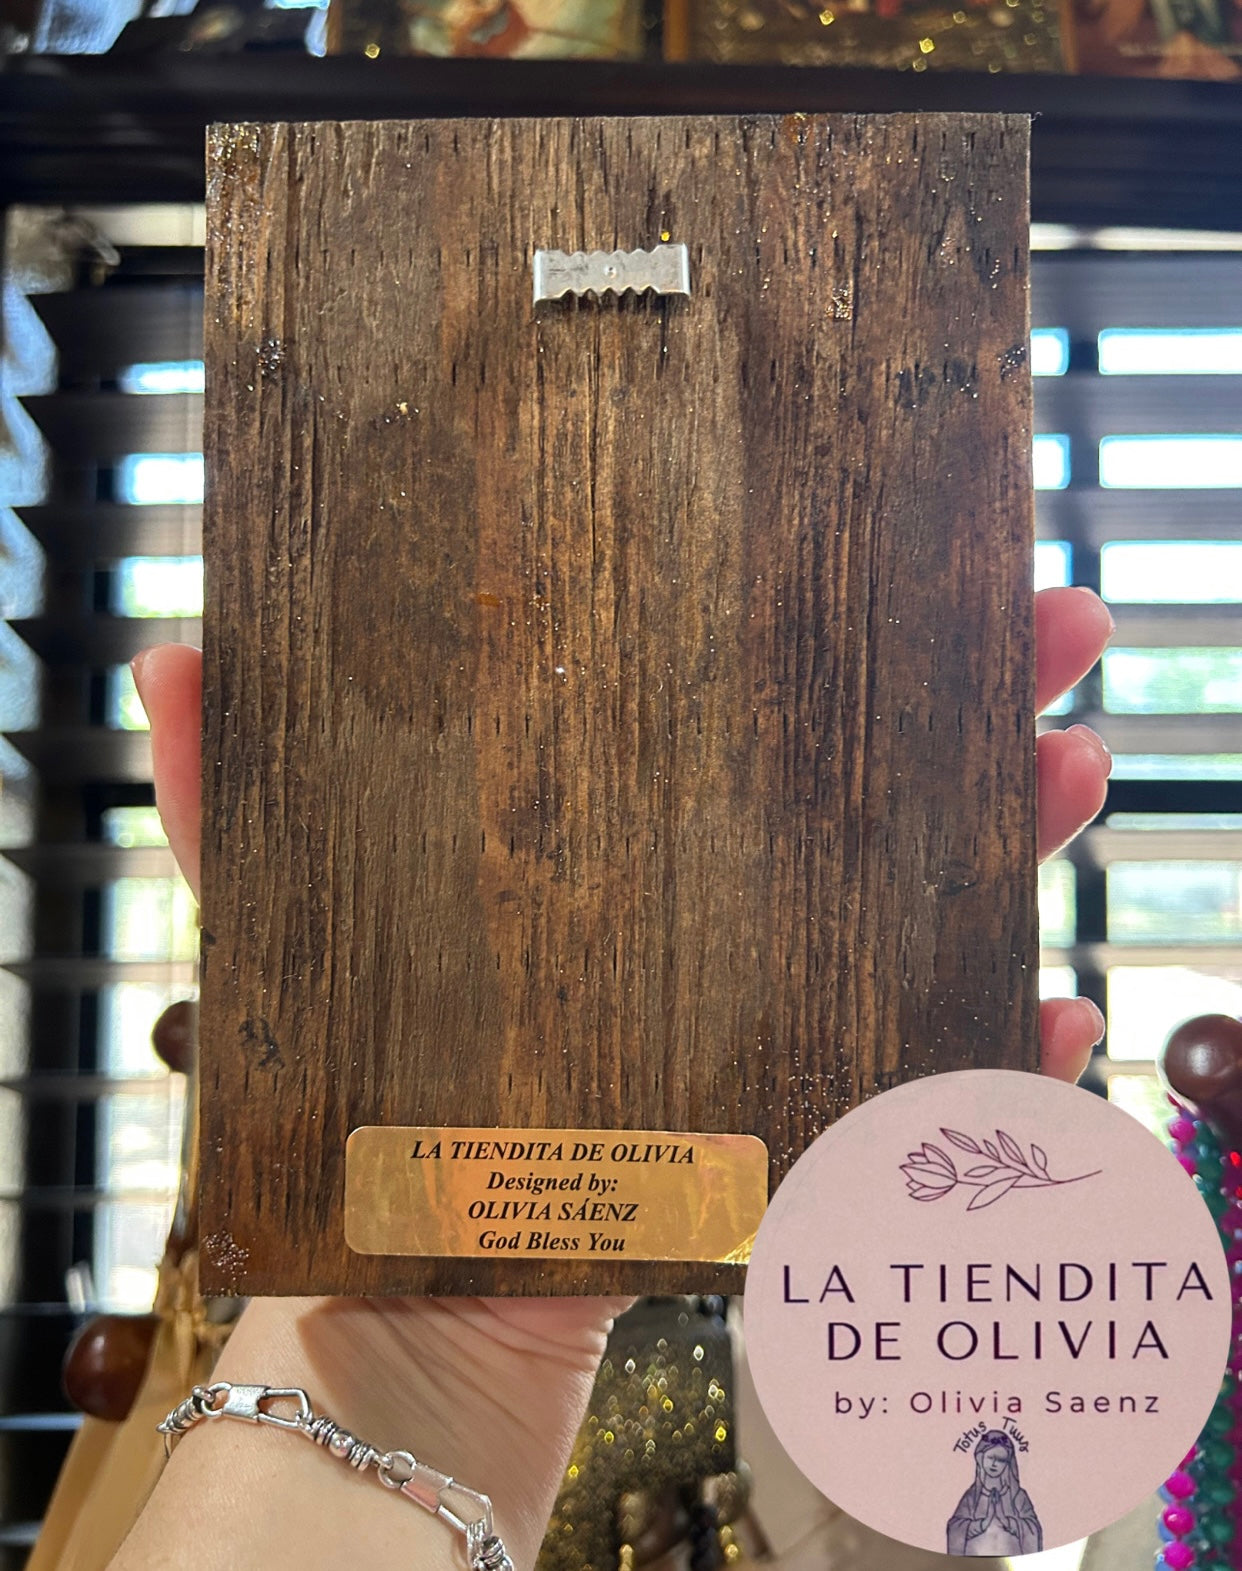 LA TIENDITA DE OLIVIA
Designed by:
OLIVIA SÁENZ
God Bless You
LA TIENDITA
DE OLIVIA
by: Olivia Saenz
Totus Tuus